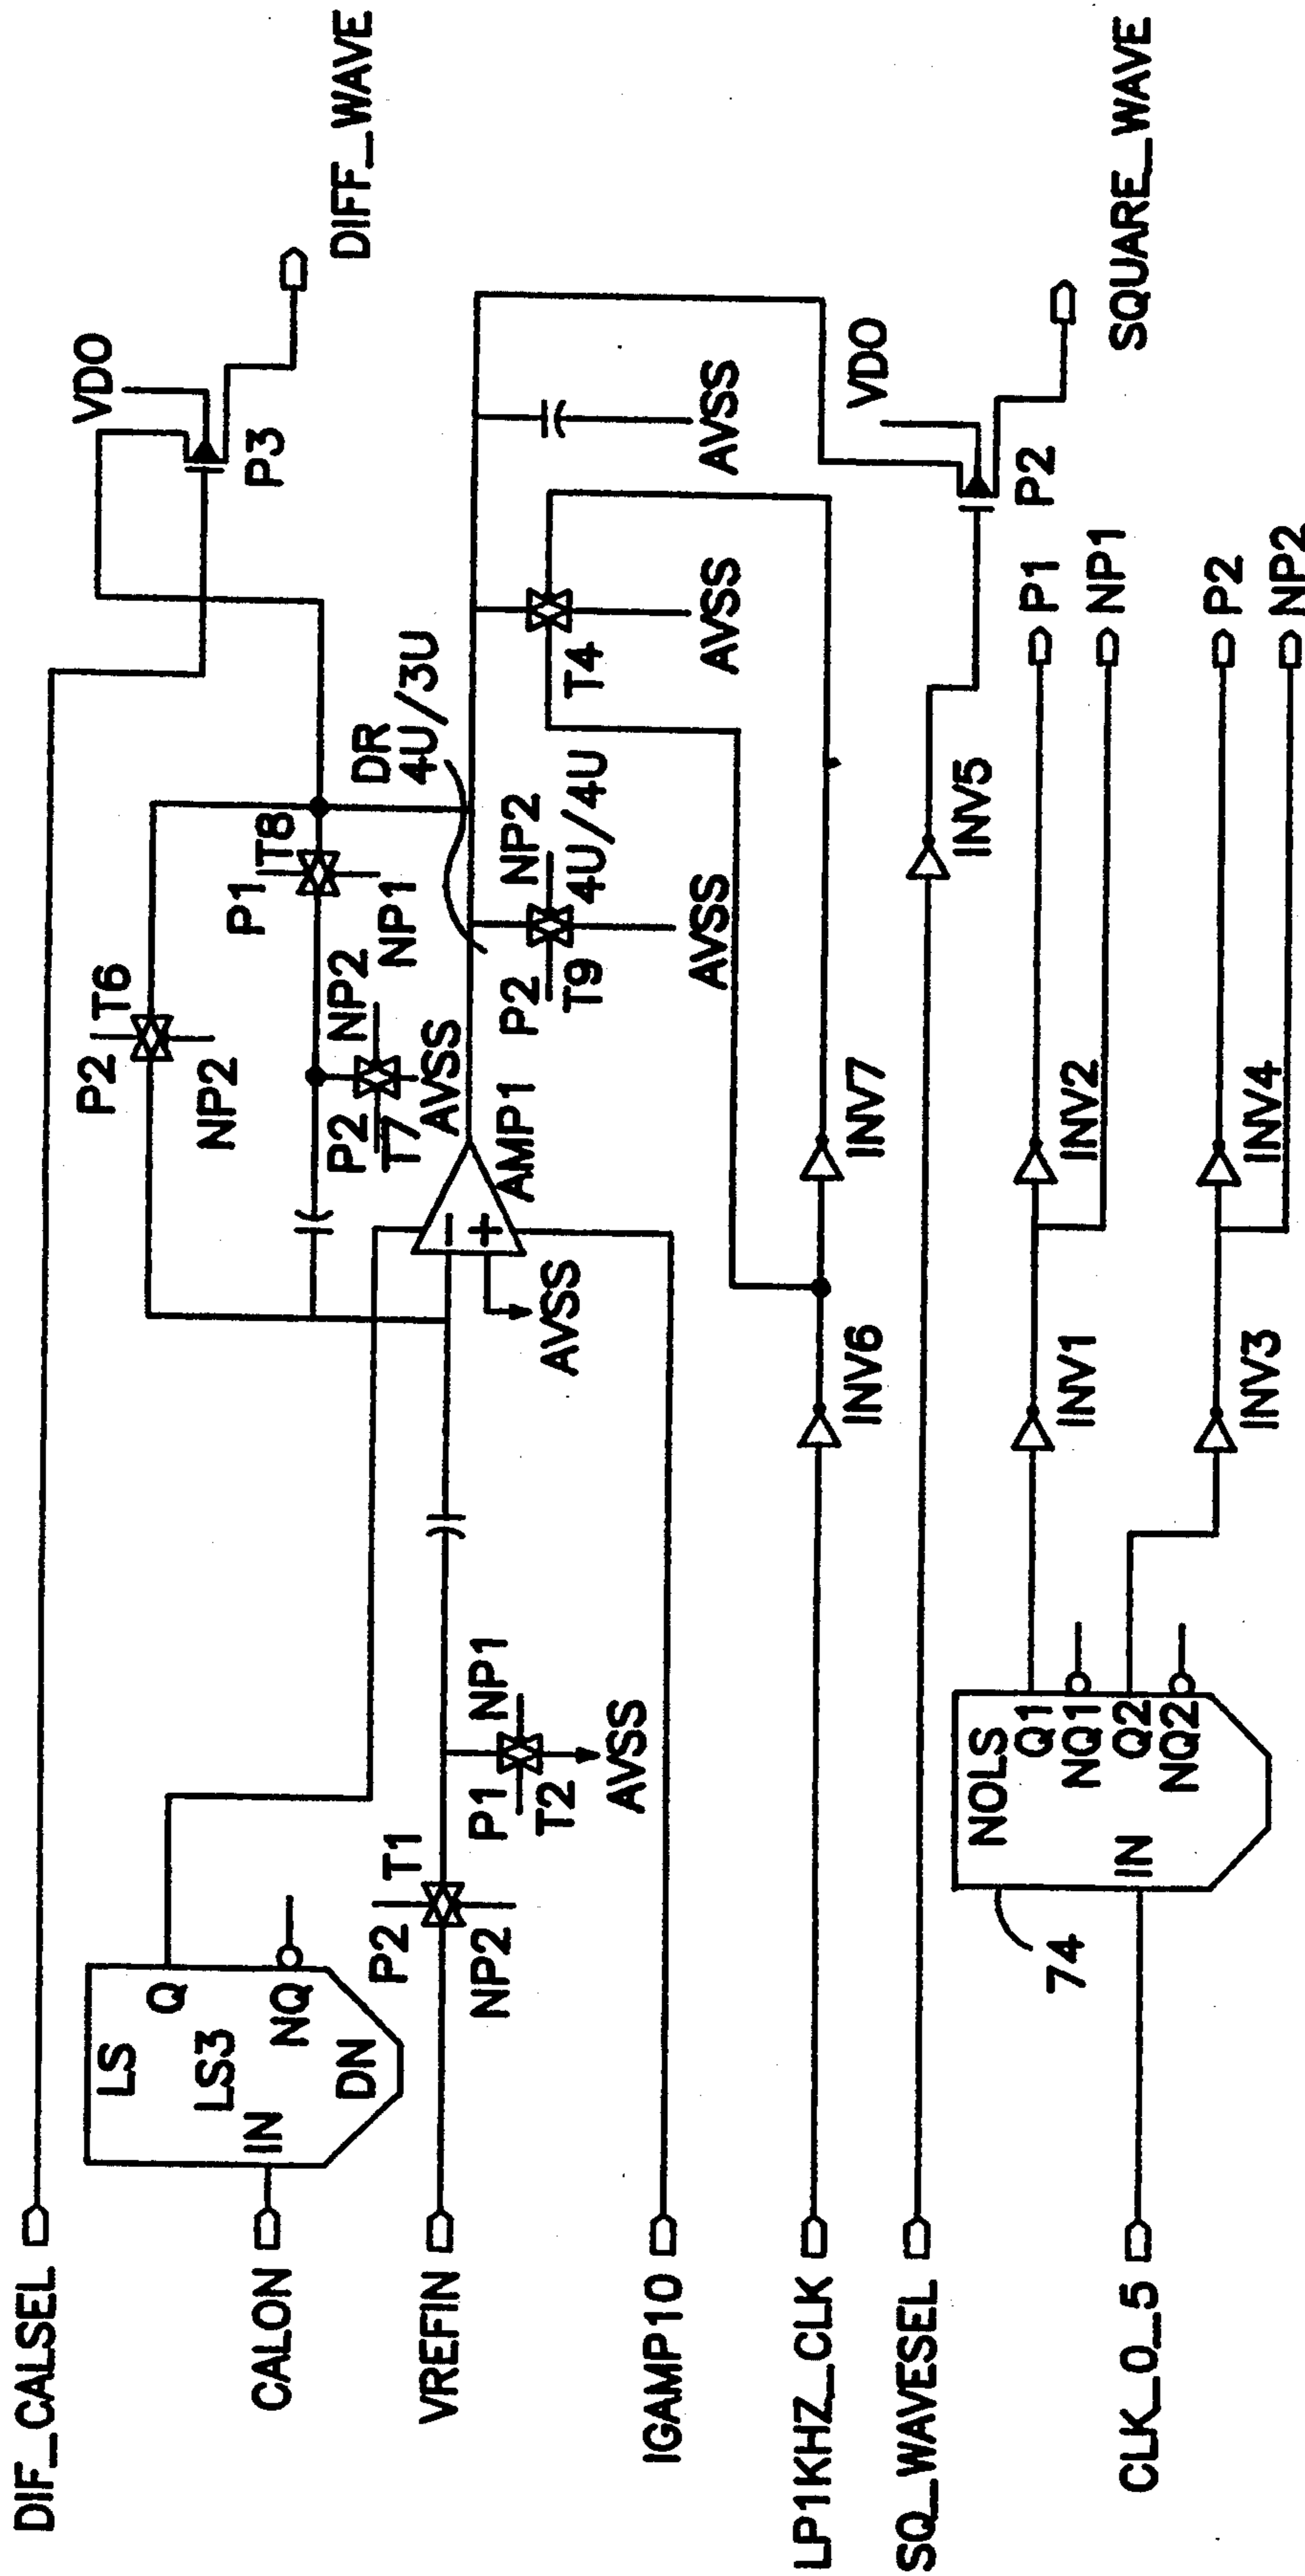 DIF_CALSEL
CALON
VREFIN
IGAMP10
LP1KHZ_CLK
SQ_WAVESEL
CLK_0_5
LS
LS3
IN
Q
NQ
DN
P2
T1
NP2
P1
NP1
T2
AVSS
P2
T6
NP2
P1
T8
NP1
P2
NP2
T7
AVSS
AMP1
−
+
AVSS
DR
4U/3U
P2
NP2
T9
4U/4U
AVSS
T4
AVSS
AVSS
VDO
P3
DIFF_WAVE
VDO
P2
SQUARE_WAVE
INV6
INV7
INV5
NOLS
IN
Q1
NQ1
Q2
NQ2
74
INV1
INV2
P1
NP1
INV3
INV4
P2
NP2